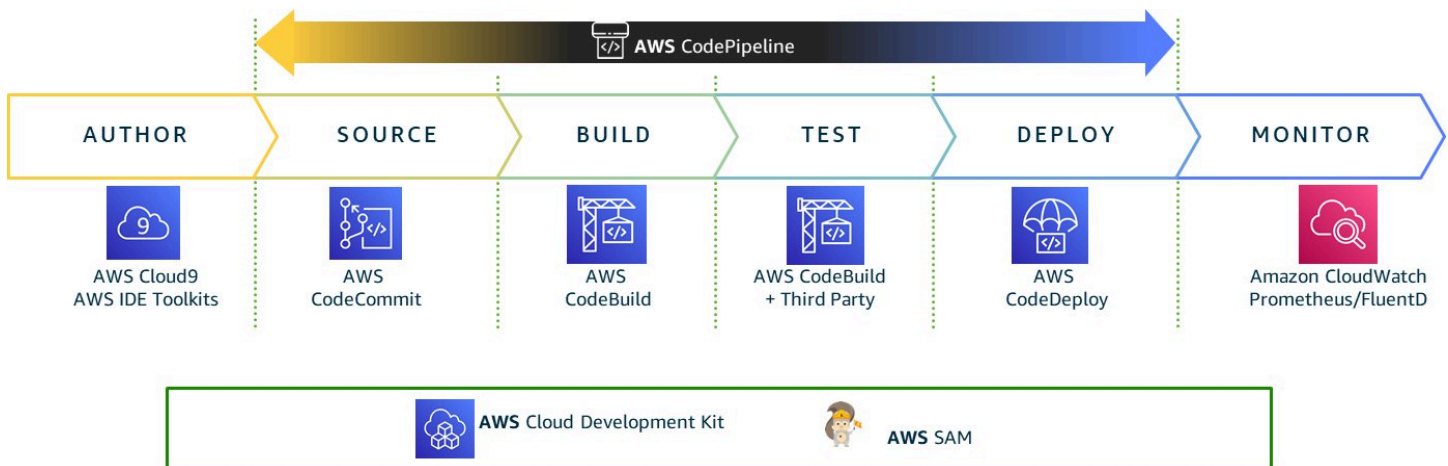 AWS CodePipeline
AUTHOR
SOURCE
BUILD
TEST
DEPLOY
MONITOR
9
</>
AWS Cloud9
AWS IDE Toolkits
AWS
CodeCommit
AWS
CodeBuild
AWS CodeBuild
+ Third Party
AWS
CodeDeploy
Amazon CloudWatch
Prometheus/FluentD
AWS Cloud Development Kit
AWS SAM